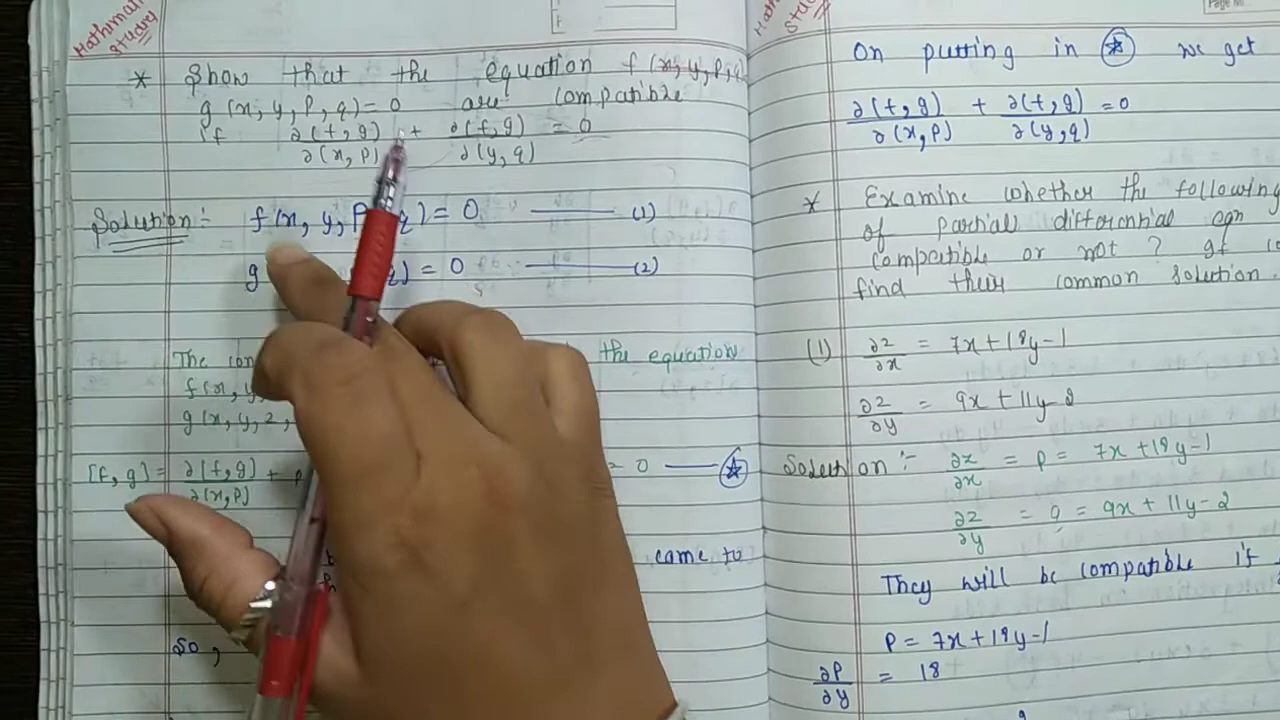 Mathematics
study
* Show that the equation f(x, y, p, q
g(x, y, p, q) = 0 are compatible
if ∂(f,g)/∂(x,p) + ∂(f,g)/∂(y,q) = 0
Solution:- f(x, y, p, q) = 0 ——— (1)
g q) = 0 ——— (2)
The con the equation
f(x, y,
g(x, y, z,
[f, g] = ∂(f,g)/∂(x,p) + p = 0 —— ☆
came to
So,
Page No
study
On putting in ☆ we get
∂(f,g)/∂(x,p) + ∂(f,g)/∂(y,q) = 0
* Examine whether the following
of partial differential eqn
compatible or not ? If
find their common solution.
(1) ∂z/∂x = 7x + 18y - 1
∂z/∂y = 9x + 11y - 2
Solution:- ∂z/∂x = p = 7x + 18y - 1
∂z/∂y = q = 9x + 11y - 2
They will be compatible if
p = 7x + 18y - 1
∂p/∂y = 18